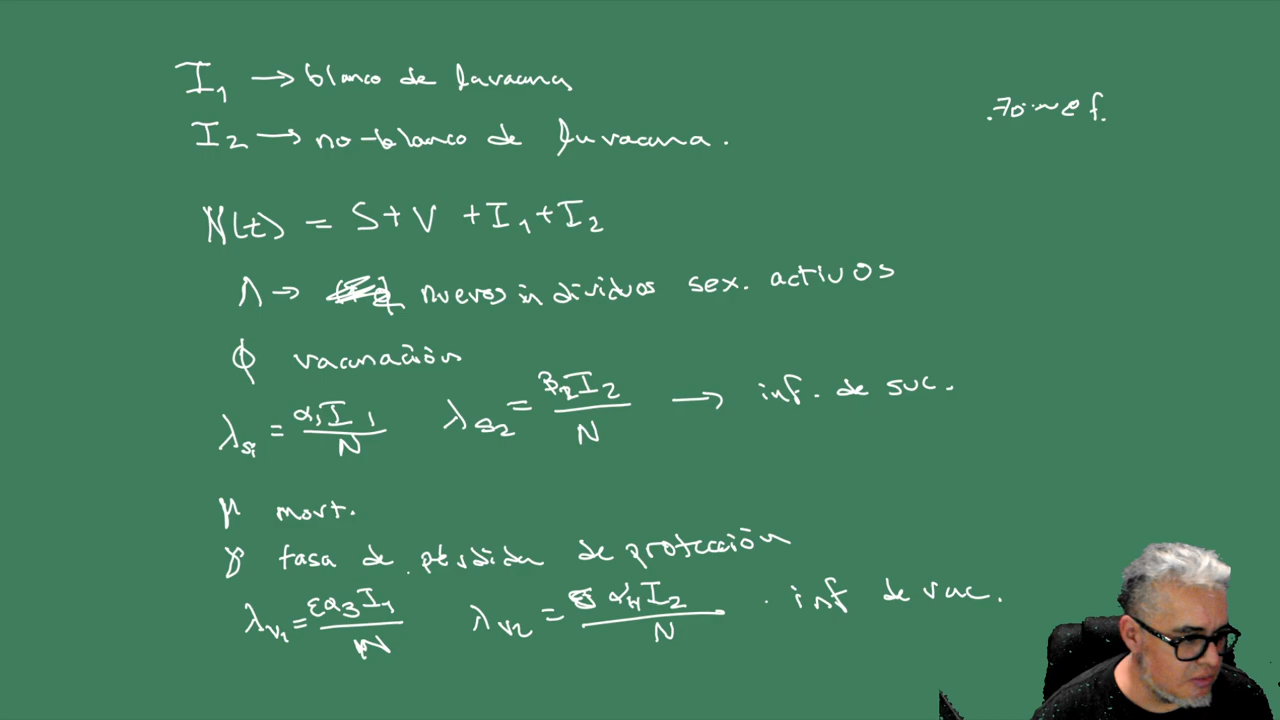 I₁ → blanco de la vacuna
.70 ~ ef.
I₂ → no-blanco de la vacuna.
N(t) = S + V + I₁ + I₂
Λ → nuevos individuos sex. activos
ϕ vacunación
λ_S₁ = α₁I₁/N λ_S₂ = β₂I₂/N → inf. de suc.
μ mort.
γ tasa de pérdida de protección
λ_V₁ = εα₃I₁/N λ_V₂ = α₄I₂/N . inf de vac.